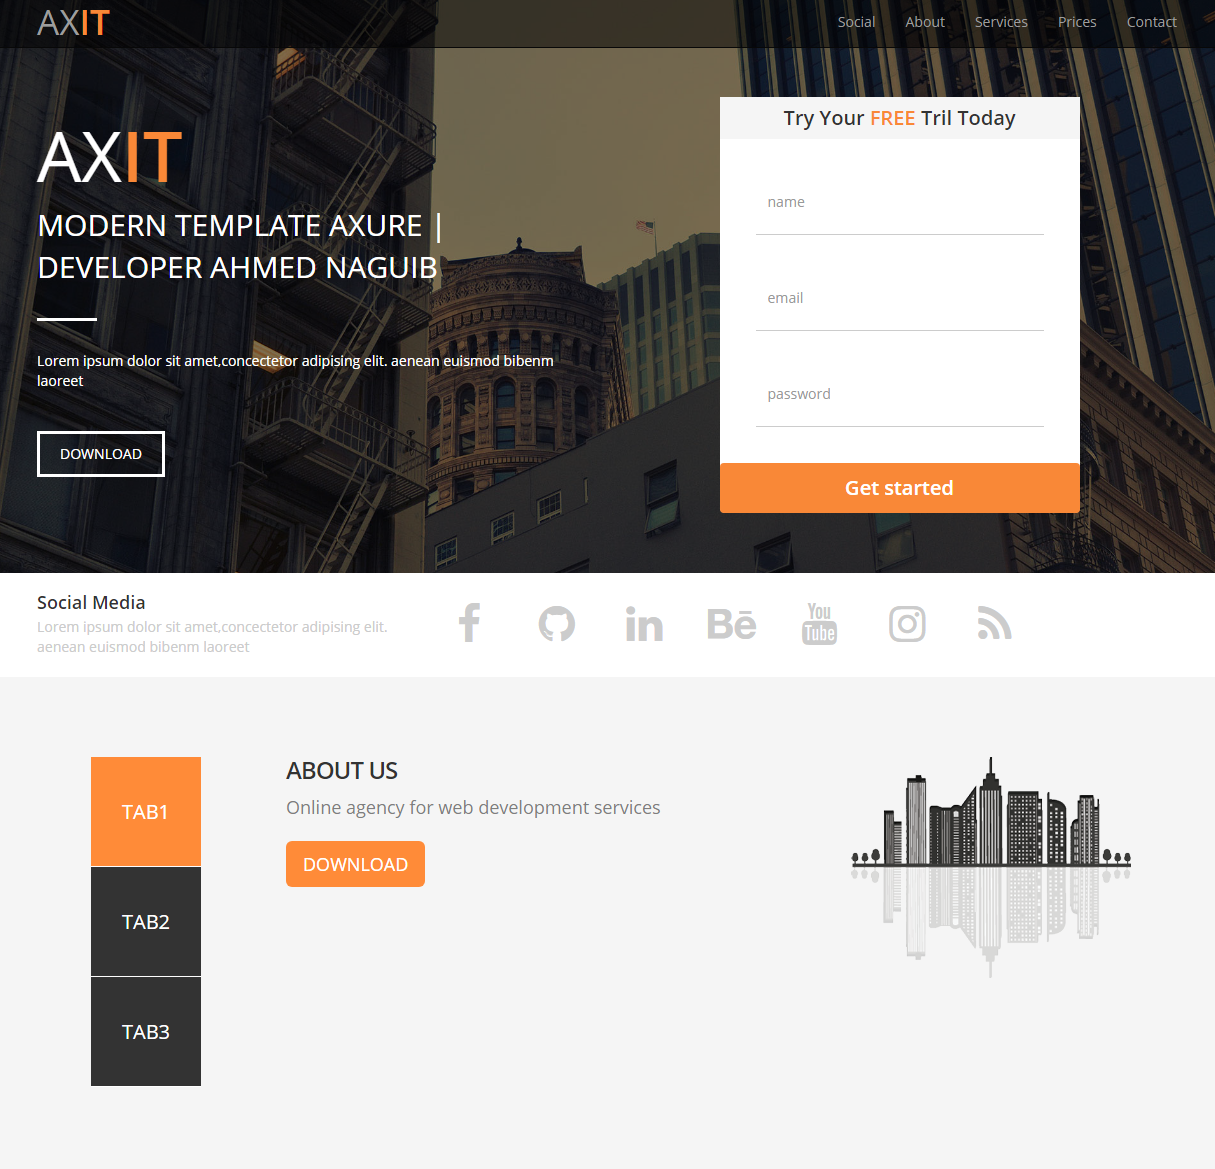 AXIT
Social About Services Prices Contact
AXIT
MODERN TEMPLATE AXURE |
DEVELOPER AHMED NAGUIB
Lorem ipsum dolor sit amet,concectetor adipising elit. aenean euismod bibenm
laoreet
DOWNLOAD
Try Your FREE Tril Today
name
email
password
Get started
Social Media
Lorem ipsum dolor sit amet,concectetor adipising elit.
aenean euismod bibenm laoreet
in
Bē
You
Tube
TAB1
TAB2
TAB3
ABOUT US
Online agency for web development services
DOWNLOAD